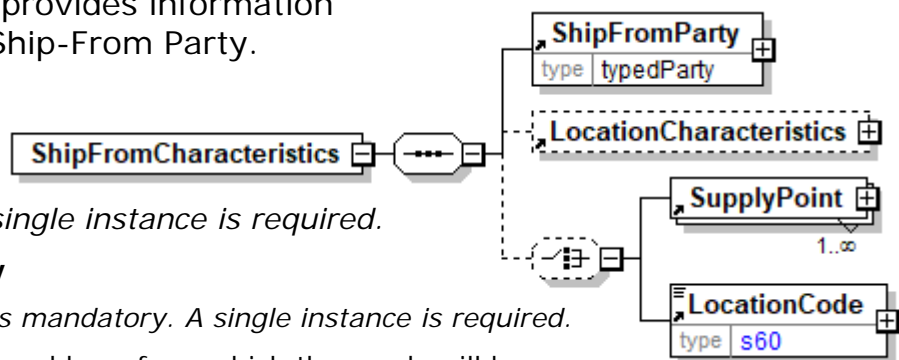 provides information
Ship-From Party.
ShipFromParty
type typedParty
LocationCharacteristics
ShipFromCharacteristics
single instance is required.
SupplyPoint
1..∞
s mandatory. A single instance is required.
LocationCode
type s60